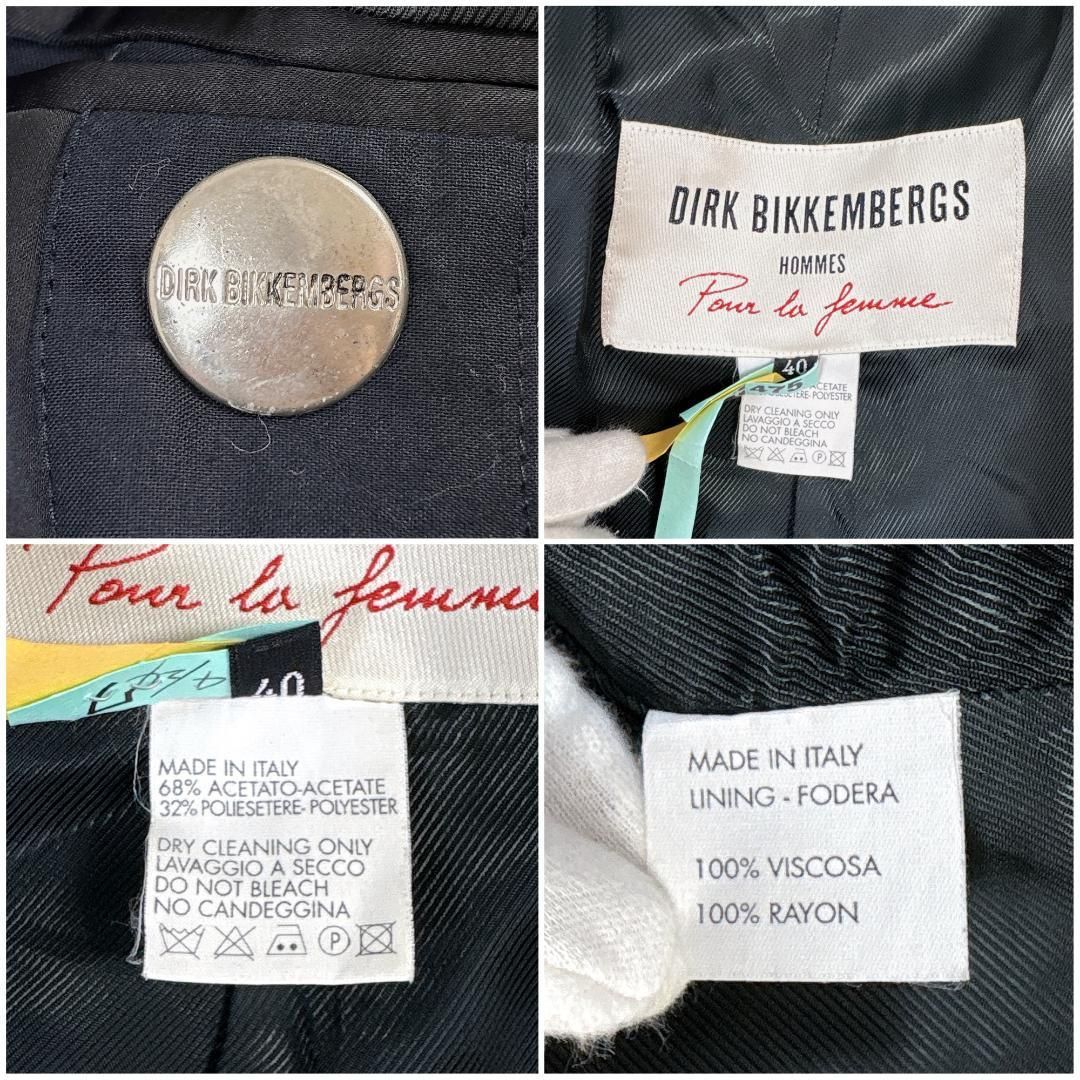 DIRK BIKKEMBERGS
DIRK BIKKEMBERGS
HOMMES
Pour la femme
40
ACETATE
POLYESTER
DRY CLEANING ONLY
LAVAGGIO A SECCO
DO NOT BLEACH
NO CANDEGGINA
P
Pour la femme
40
MADE IN ITALY
68% ACETATO-ACETATE
32% POLIESETERE- POLYESTER
DRY CLEANING ONLY
LAVAGGIO A SECCO
DO NOT BLEACH
NO CANDEGGINA
P
MADE IN ITALY
LINING - FODERA
100% VISCOSA
100% RAYON